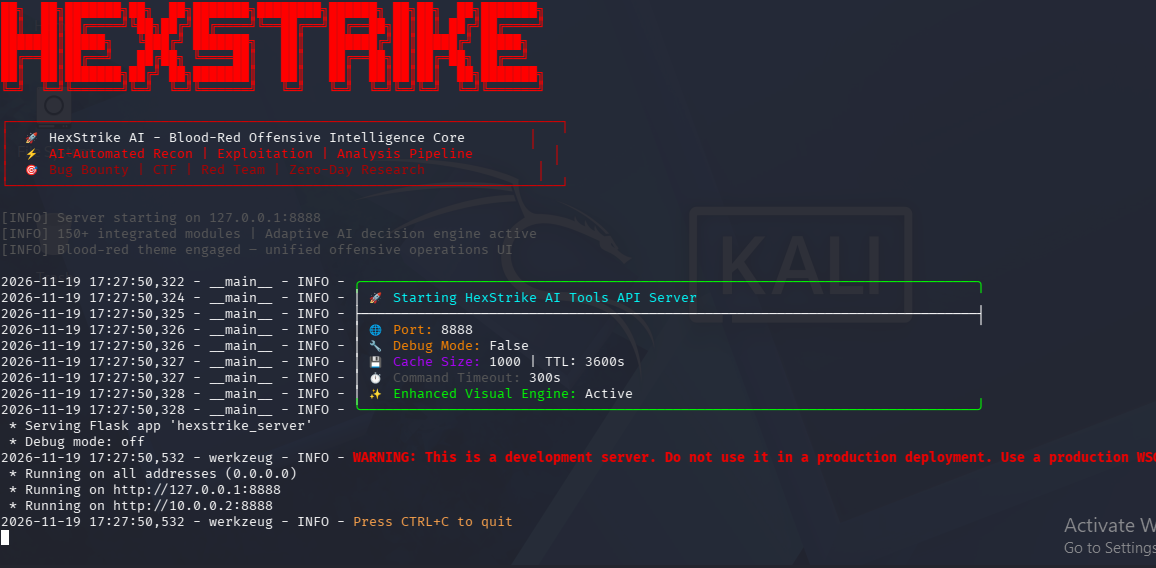 HEXSTRIKE
🚀 HexStrike AI - Blood-Red Offensive Intelligence Core
⚡ AI-Automated Recon | Exploitation | Analysis Pipeline
🎯 Bug Bounty | CTF | Red Team | Zero-Day Research
[INFO] Server starting on 127.0.0.1:8888
[INFO] 150+ integrated modules | Adaptive AI decision engine active
[INFO] Blood-red theme engaged — unified offensive operations UI
KALI
2026-11-19 17:27:50,322 - __main__ - INFO -
2026-11-19 17:27:50,324 - __main__ - INFO - 🚀 Starting HexStrike AI Tools API Server
2026-11-19 17:27:50,325 - __main__ - INFO -
2026-11-19 17:27:50,326 - __main__ - INFO - 🌐 Port: 8888
2026-11-19 17:27:50,326 - __main__ - INFO - 🔧 Debug Mode: False
2026-11-19 17:27:50,327 - __main__ - INFO - 💾 Cache Size: 1000 | TTL: 3600s
2026-11-19 17:27:50,327 - __main__ - INFO - ⏱️ Command Timeout: 300s
2026-11-19 17:27:50,328 - __main__ - INFO - ✨ Enhanced Visual Engine: Active
2026-11-19 17:27:50,328 - __main__ - INFO -
* Serving Flask app 'hexstrike_server'
* Debug mode: off
2026-11-19 17:27:50,532 - werkzeug - INFO - WARNING: This is a development server. Do not use it in a production deployment. Use a production
* Running on all addresses (0.0.0.0)
* Running on http://127.0.0.1:8888
* Running on http://10.0.0.2:8888
2026-11-19 17:27:50,532 - werkzeug - INFO - Press CTRL+C to quit
Activate W
Go to Settings